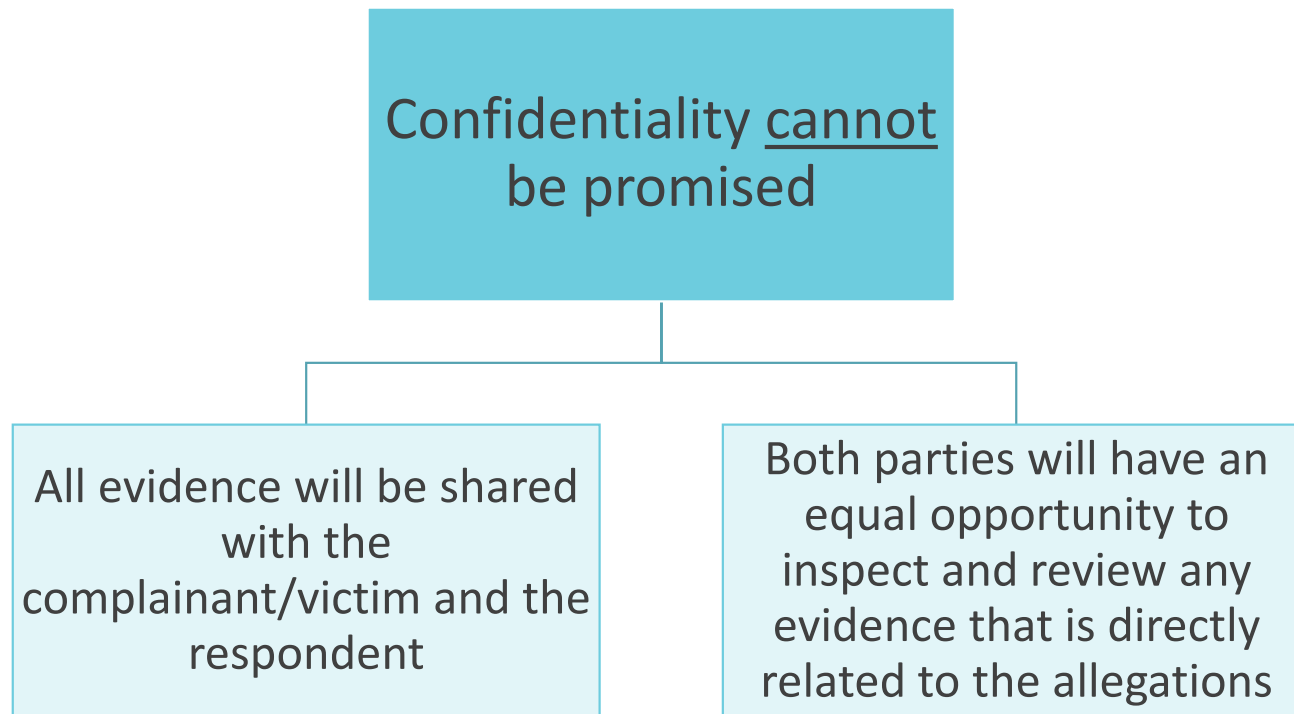 Confidentiality cannot
be promised
All evidence will be shared
with the
complainant/victim and the
respondent
Both parties will have an
equal opportunity to
inspect and review any
evidence that is directly
related to the allegations